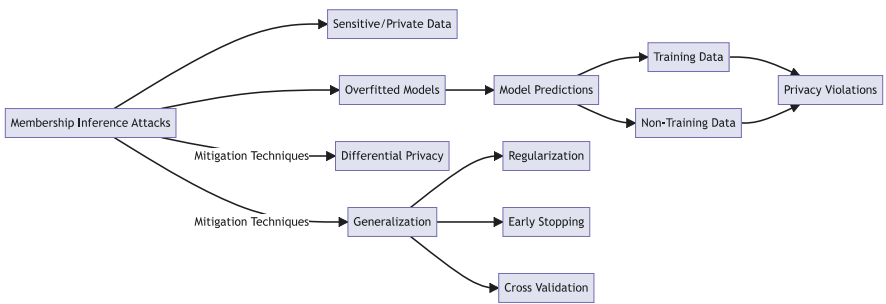 Sensitive/Private Data
Training Data
Overfitted Models
Model Predictions
Privacy Violations
Membership Inference Attacks
Non-Training Data
Mitigation Techniques
Differential Privacy
Regularization
Mitigation Techniques
Generalization
Early Stopping
Cross Validation